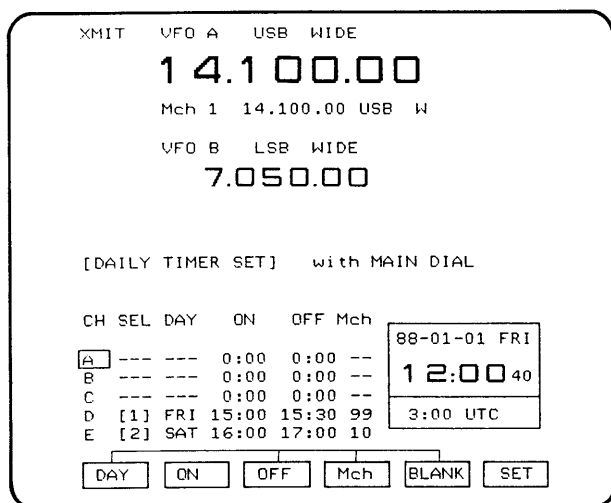 XMIT VFO A USB WIDE
14.100.00
Mch 1 14.100.00 USB W
VFO B LSB WIDE
7.050.00
[DAILY TIMER SET] with MAIN DIAL
CH SEL DAY ON OFF Mch
A --- --- 0:00 0:00 --
B --- --- 0:00 0:00 --
C --- --- 0:00 0:00 --
D [1] FRI 15:00 15:30 99
E [2] SAT 16:00 17:00 10
88-01-01 FRI
12:00 40
3:00 UTC
DAY ON OFF Mch BLANK SET